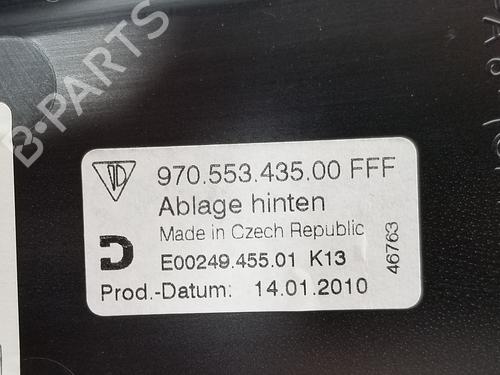 B-PARTS
970.553.435.00 FFF
Ablage hinten
Made in Czech Republic
E00249.455.01 K13
46763
Prod.-Datum: 14.01.2010